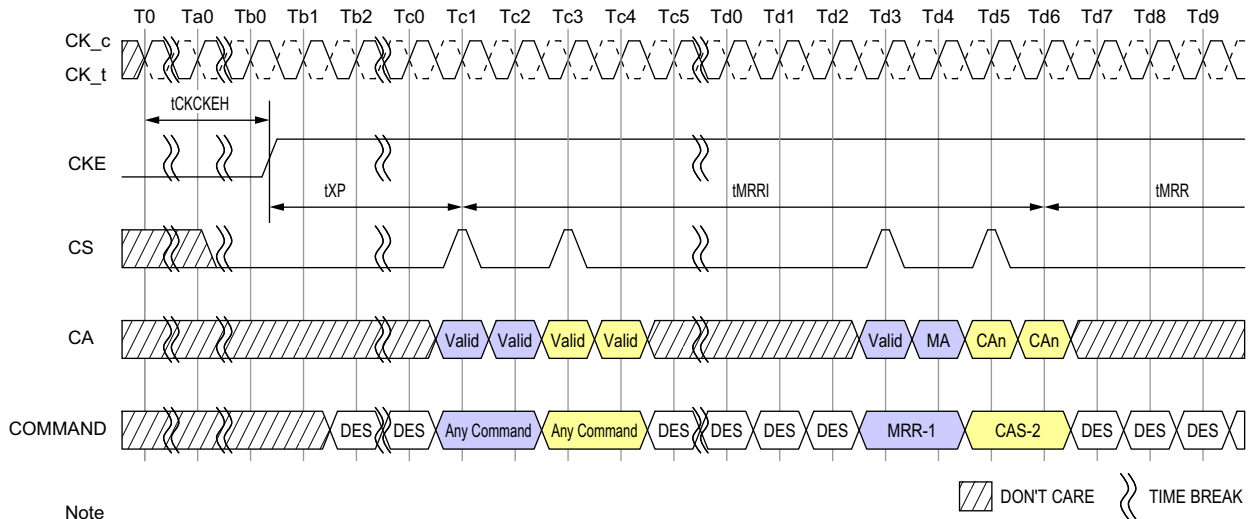 T0 Ta0 Tb0 Tb1 Tb2 Tc0 Tc1 Tc2 Tc3 Tc4 Tc5 Td0 Td1 Td2 Td3 Td4 Td5 Td6 Td7 Td8 Td9
CK_c
CK_t
tCKCKEH
CKE
tXP tMRRI tMRR
CS
CA Valid Valid Valid Valid Valid MA CAn CAn
COMMAND DES DES Any Command Any Command DES DES DES DES MRR-1 CAS-2 DES DES DES
DON'T CARE TIME BREAK
Note